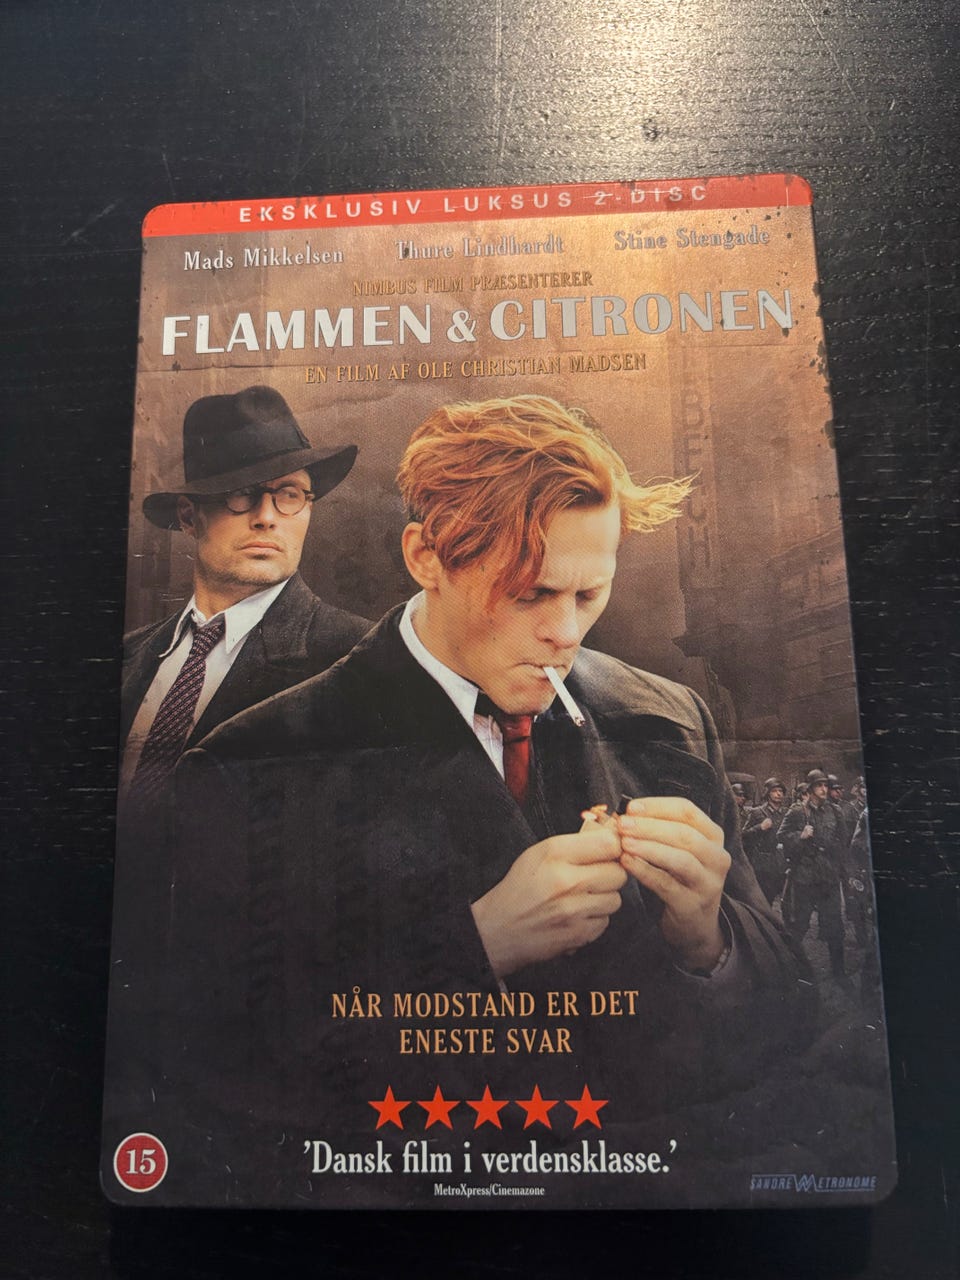 EKSKLUSIV LUKSUS 2-DISC
Mads Mikkelsen Thure Lindhardt Stine Stengade
NIMBUS FILM PRÆSENTERER
FLAMMEN & CITRONEN
EN FILM AF OLE CHRISTIAN MADSEN
NÅR MODSTAND ER DET
ENESTE SVAR
'Dansk film i verdensklasse.'
MetroXpress/Cinemazone
15
SANDREW METRONOME